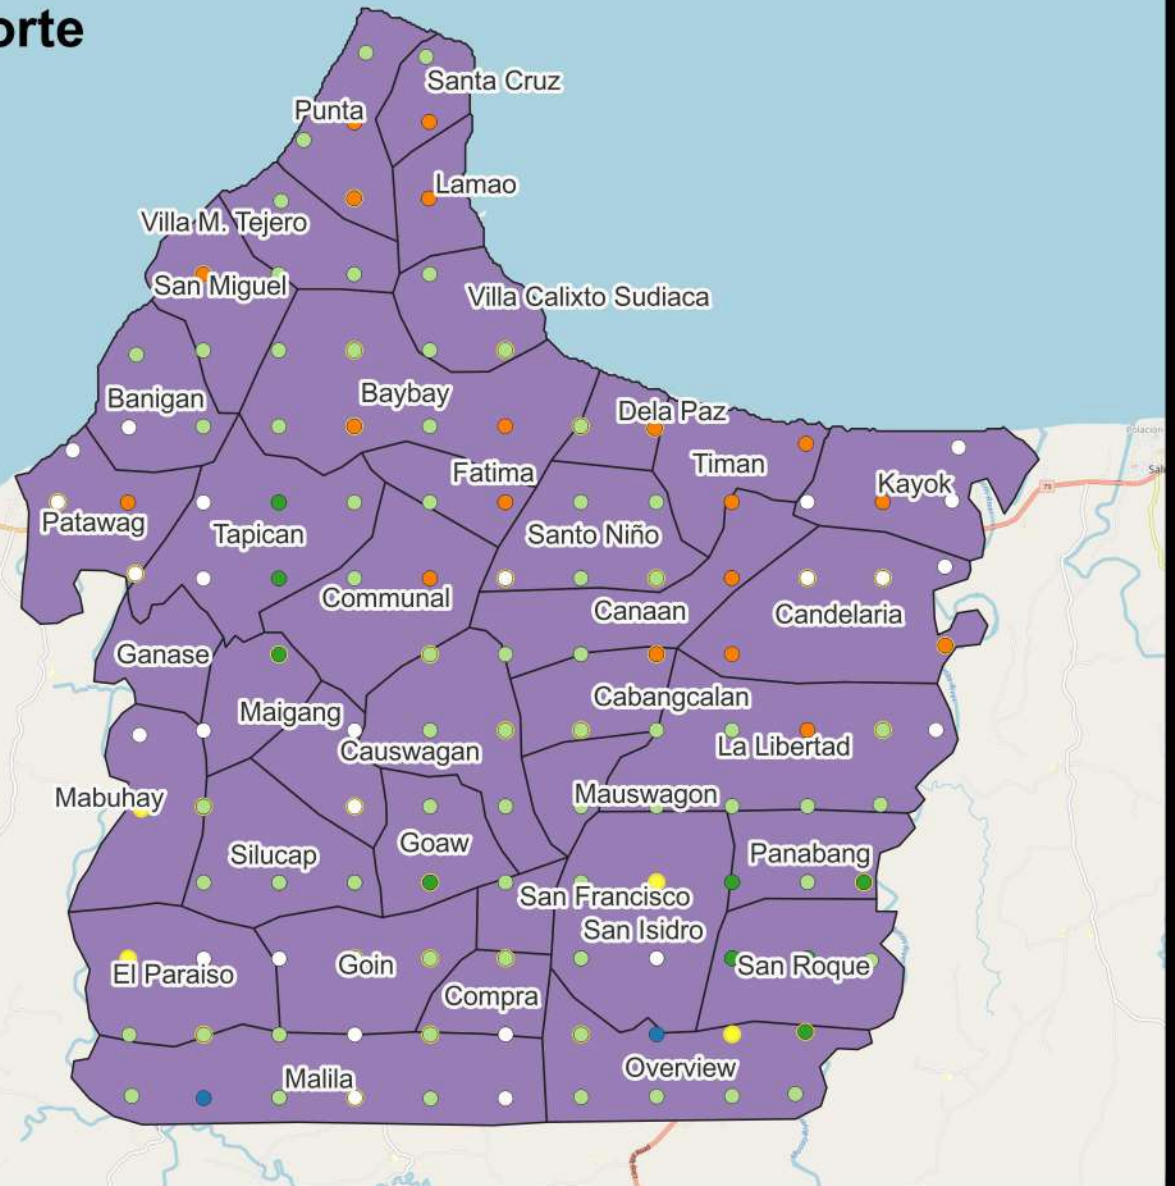 orte
Santa Cruz
Punta
Lamao
Villa M. Tejero
San Miguel
Villa Calixto Sudiaca
Banigan
Baybay
Dela Paz
Polacion
Fatima
Timan
Kayok
79
Patawag
Tapican
Santo Niño
Communal
Canaan
Candelaria
Ganase
Cabangcalan
Maigang
Causwagan
La Libertad
Mabuhay
Mauswagon
Silucap
Goaw
Panabang
San Francisco
San Isidro
El Paraiso
Goin
San Roque
Compra
Malila
Overview